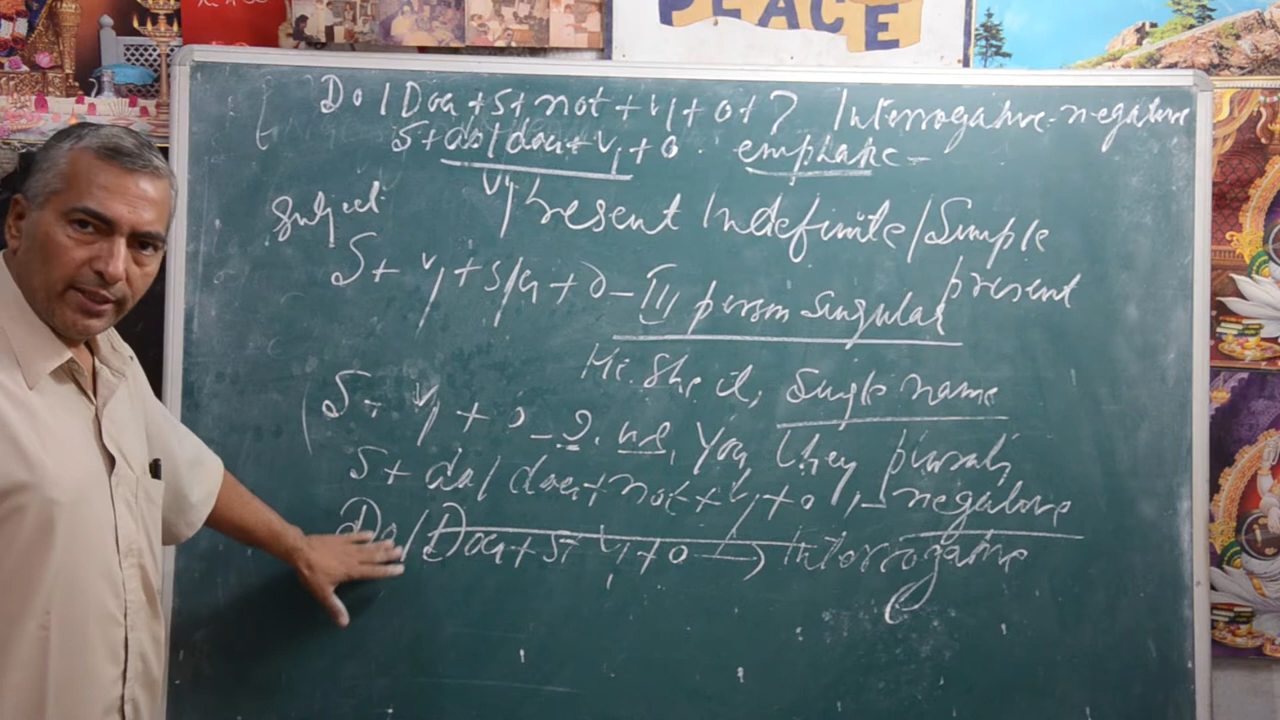 PEACE
Do / Does + S + not + V1 + O + ? Interrogative-negative
S + do / does + V1 + O. emphatic -
Subject
Present Indefinite / Simple present
S + V1 + s/es + O - III person singular
He. She it, Single name
S + V1 + O - I, we, You, they plurals
S + do / does + not + V1 + O - negative
Do / Does + S + V1 + O → Interrogative